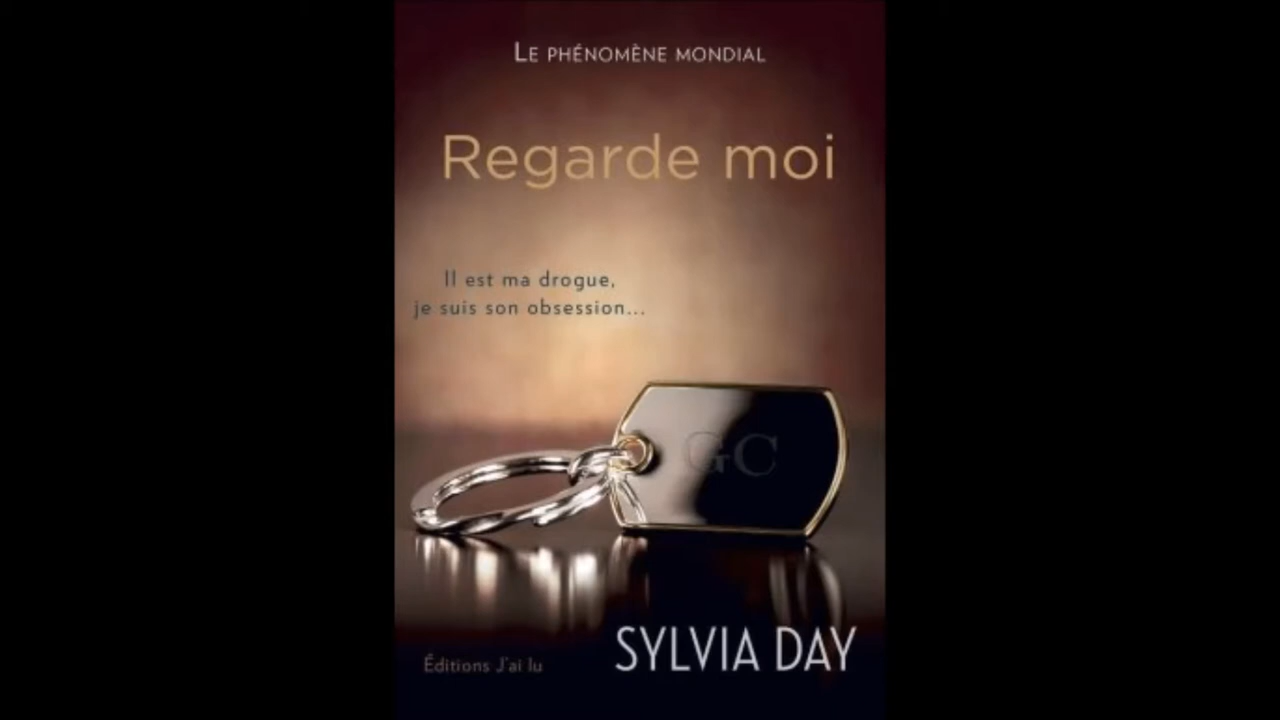 LE PHÉNOMÈNE MONDIAL
Regarde moi
Il est ma drogue,
je suis son obsession...
GC
SYLVIA DAY
Éditions J'ai lu